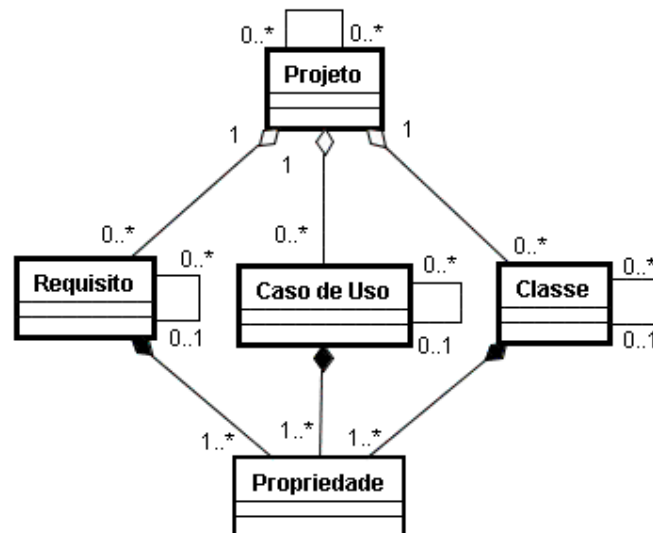 0..* 0..*
Projeto
1 1 1
0..* 0..* 0..*
Requisito 0..* Caso de Uso 0..* Classe 0..*
0..1 0..1 0..1
1..* 1..* 1..*
Propriedade